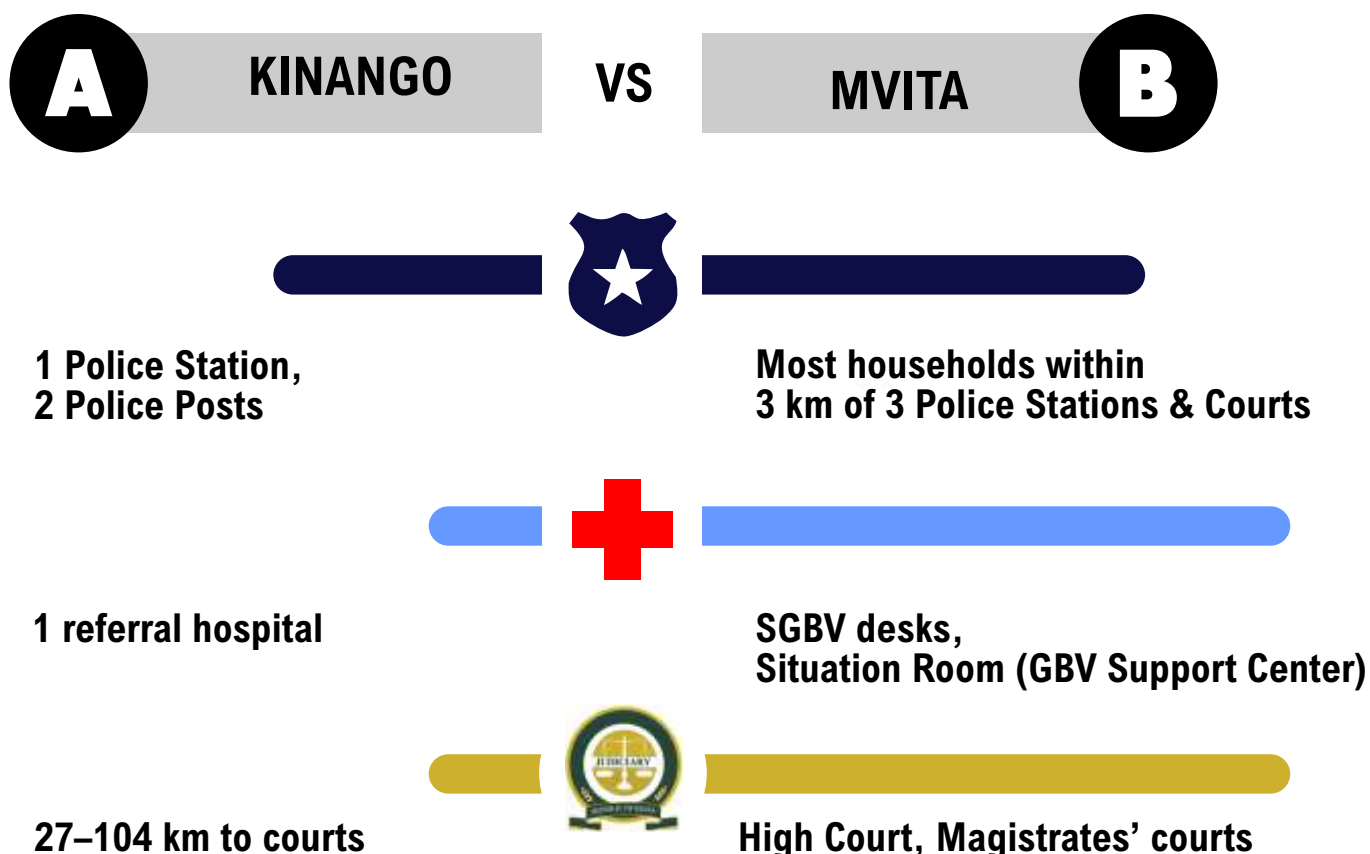 A
KINANGO
VS
MVITA
B
1 Police Station,
2 Police Posts
Most households within
3 km of 3 Police Stations & Courts
1 referral hospital
SGBV desks,
Situation Room (GBV Support Center)
JUDICIARY
27–104 km to courts
High Court, Magistrates’ courts